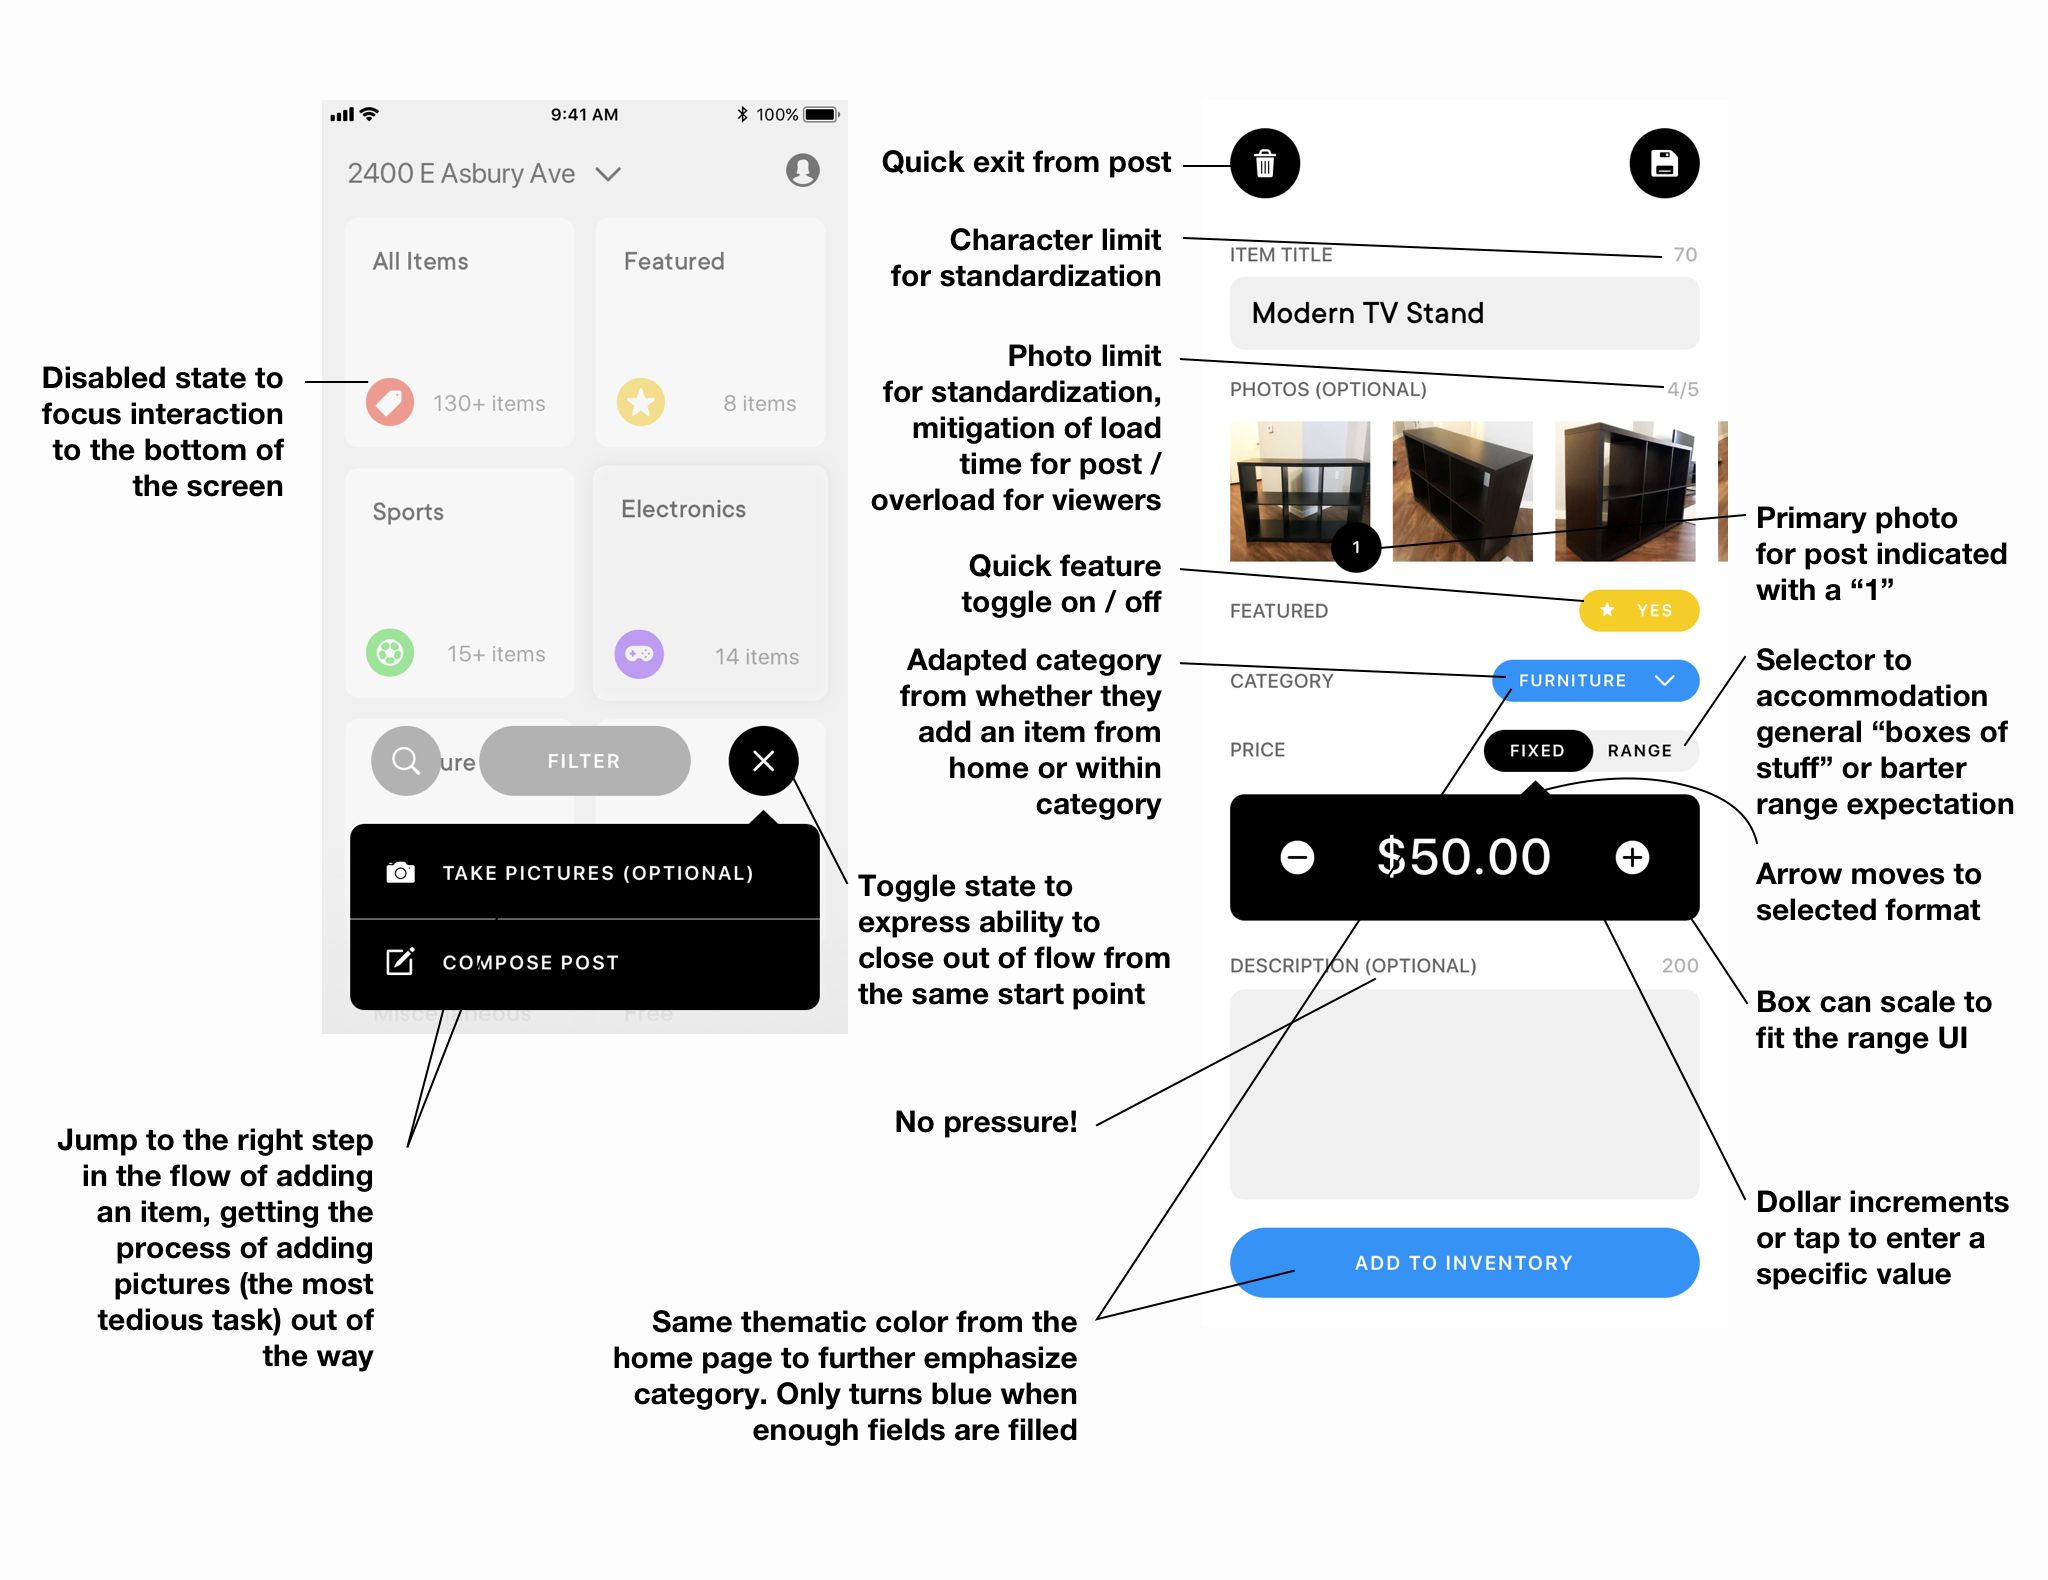 9:41 AM
100%
2400 E Asbury Ave
All Items
130+ items
Featured
8 items
Sports
15+ items
Electronics
14 items
ure
FILTER
TAKE PICTURES (OPTIONAL)
COMPOSE POST
Miscellaneous
Free
Disabled state to
focus interaction
to the bottom of
the screen
Jump to the right step
in the flow of adding
an item, getting the
process of adding
pictures (the most
tedious task) out of
the way
Toggle state to
express ability to
close out of flow from
the same start point
Quick exit from post
Character limit
for standardization
Photo limit
for standardization,
mitigation of load
time for post /
overload for viewers
Quick feature
toggle on / off
Adapted category
from whether they
add an item from
home or within
category
No pressure!
Same thematic color from the
home page to further emphasize
category. Only turns blue when
enough fields are filled
ITEM TITLE
70
Modern TV Stand
PHOTOS (OPTIONAL)
4/5
1
FEATURED
YES
CATEGORY
FURNITURE
PRICE
FIXED
RANGE
$50.00
DESCRIPTION (OPTIONAL)
200
ADD TO INVENTORY
Primary photo
for post indicated
with a “1”
Selector to
accommodation
general “boxes of
stuff” or barter
range expectation
Arrow moves to
selected format
Box can scale to
fit the range UI
Dollar increments
or tap to enter a
specific value